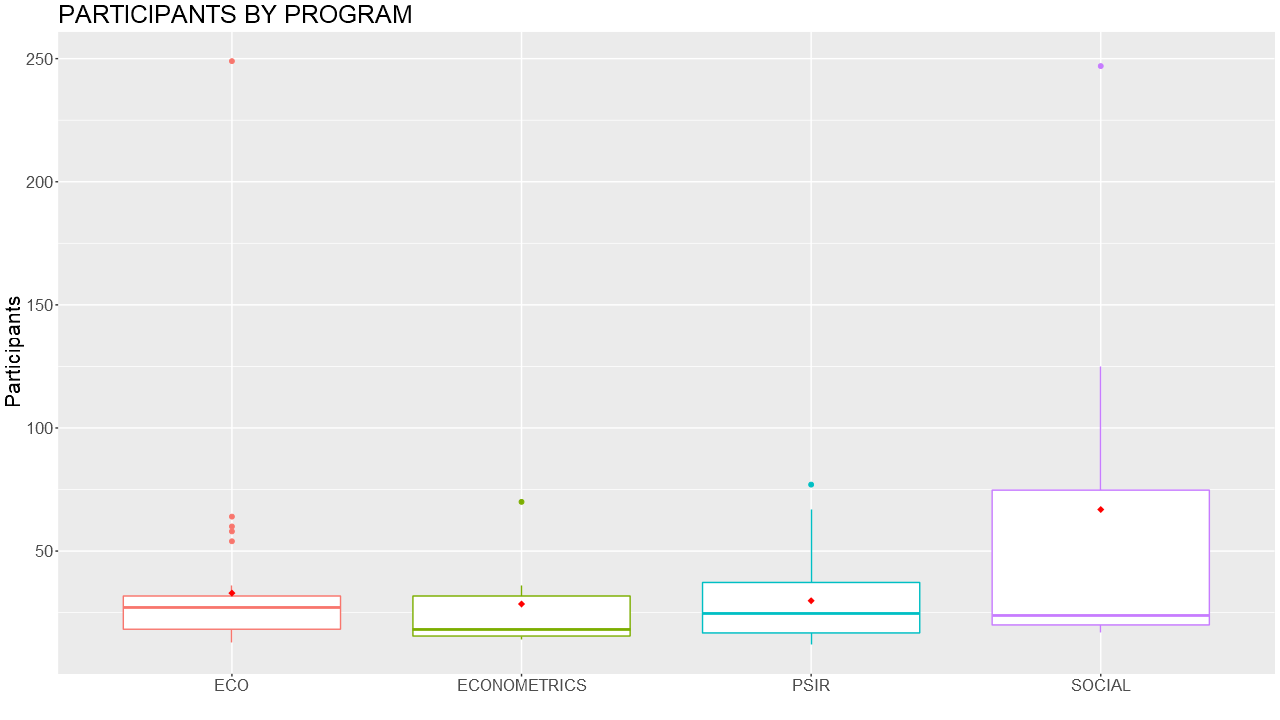 PARTICIPANTS BY PROGRAM
Participants
250
200
150
100
50
ECO ECONOMETRICS PSIR SOCIAL